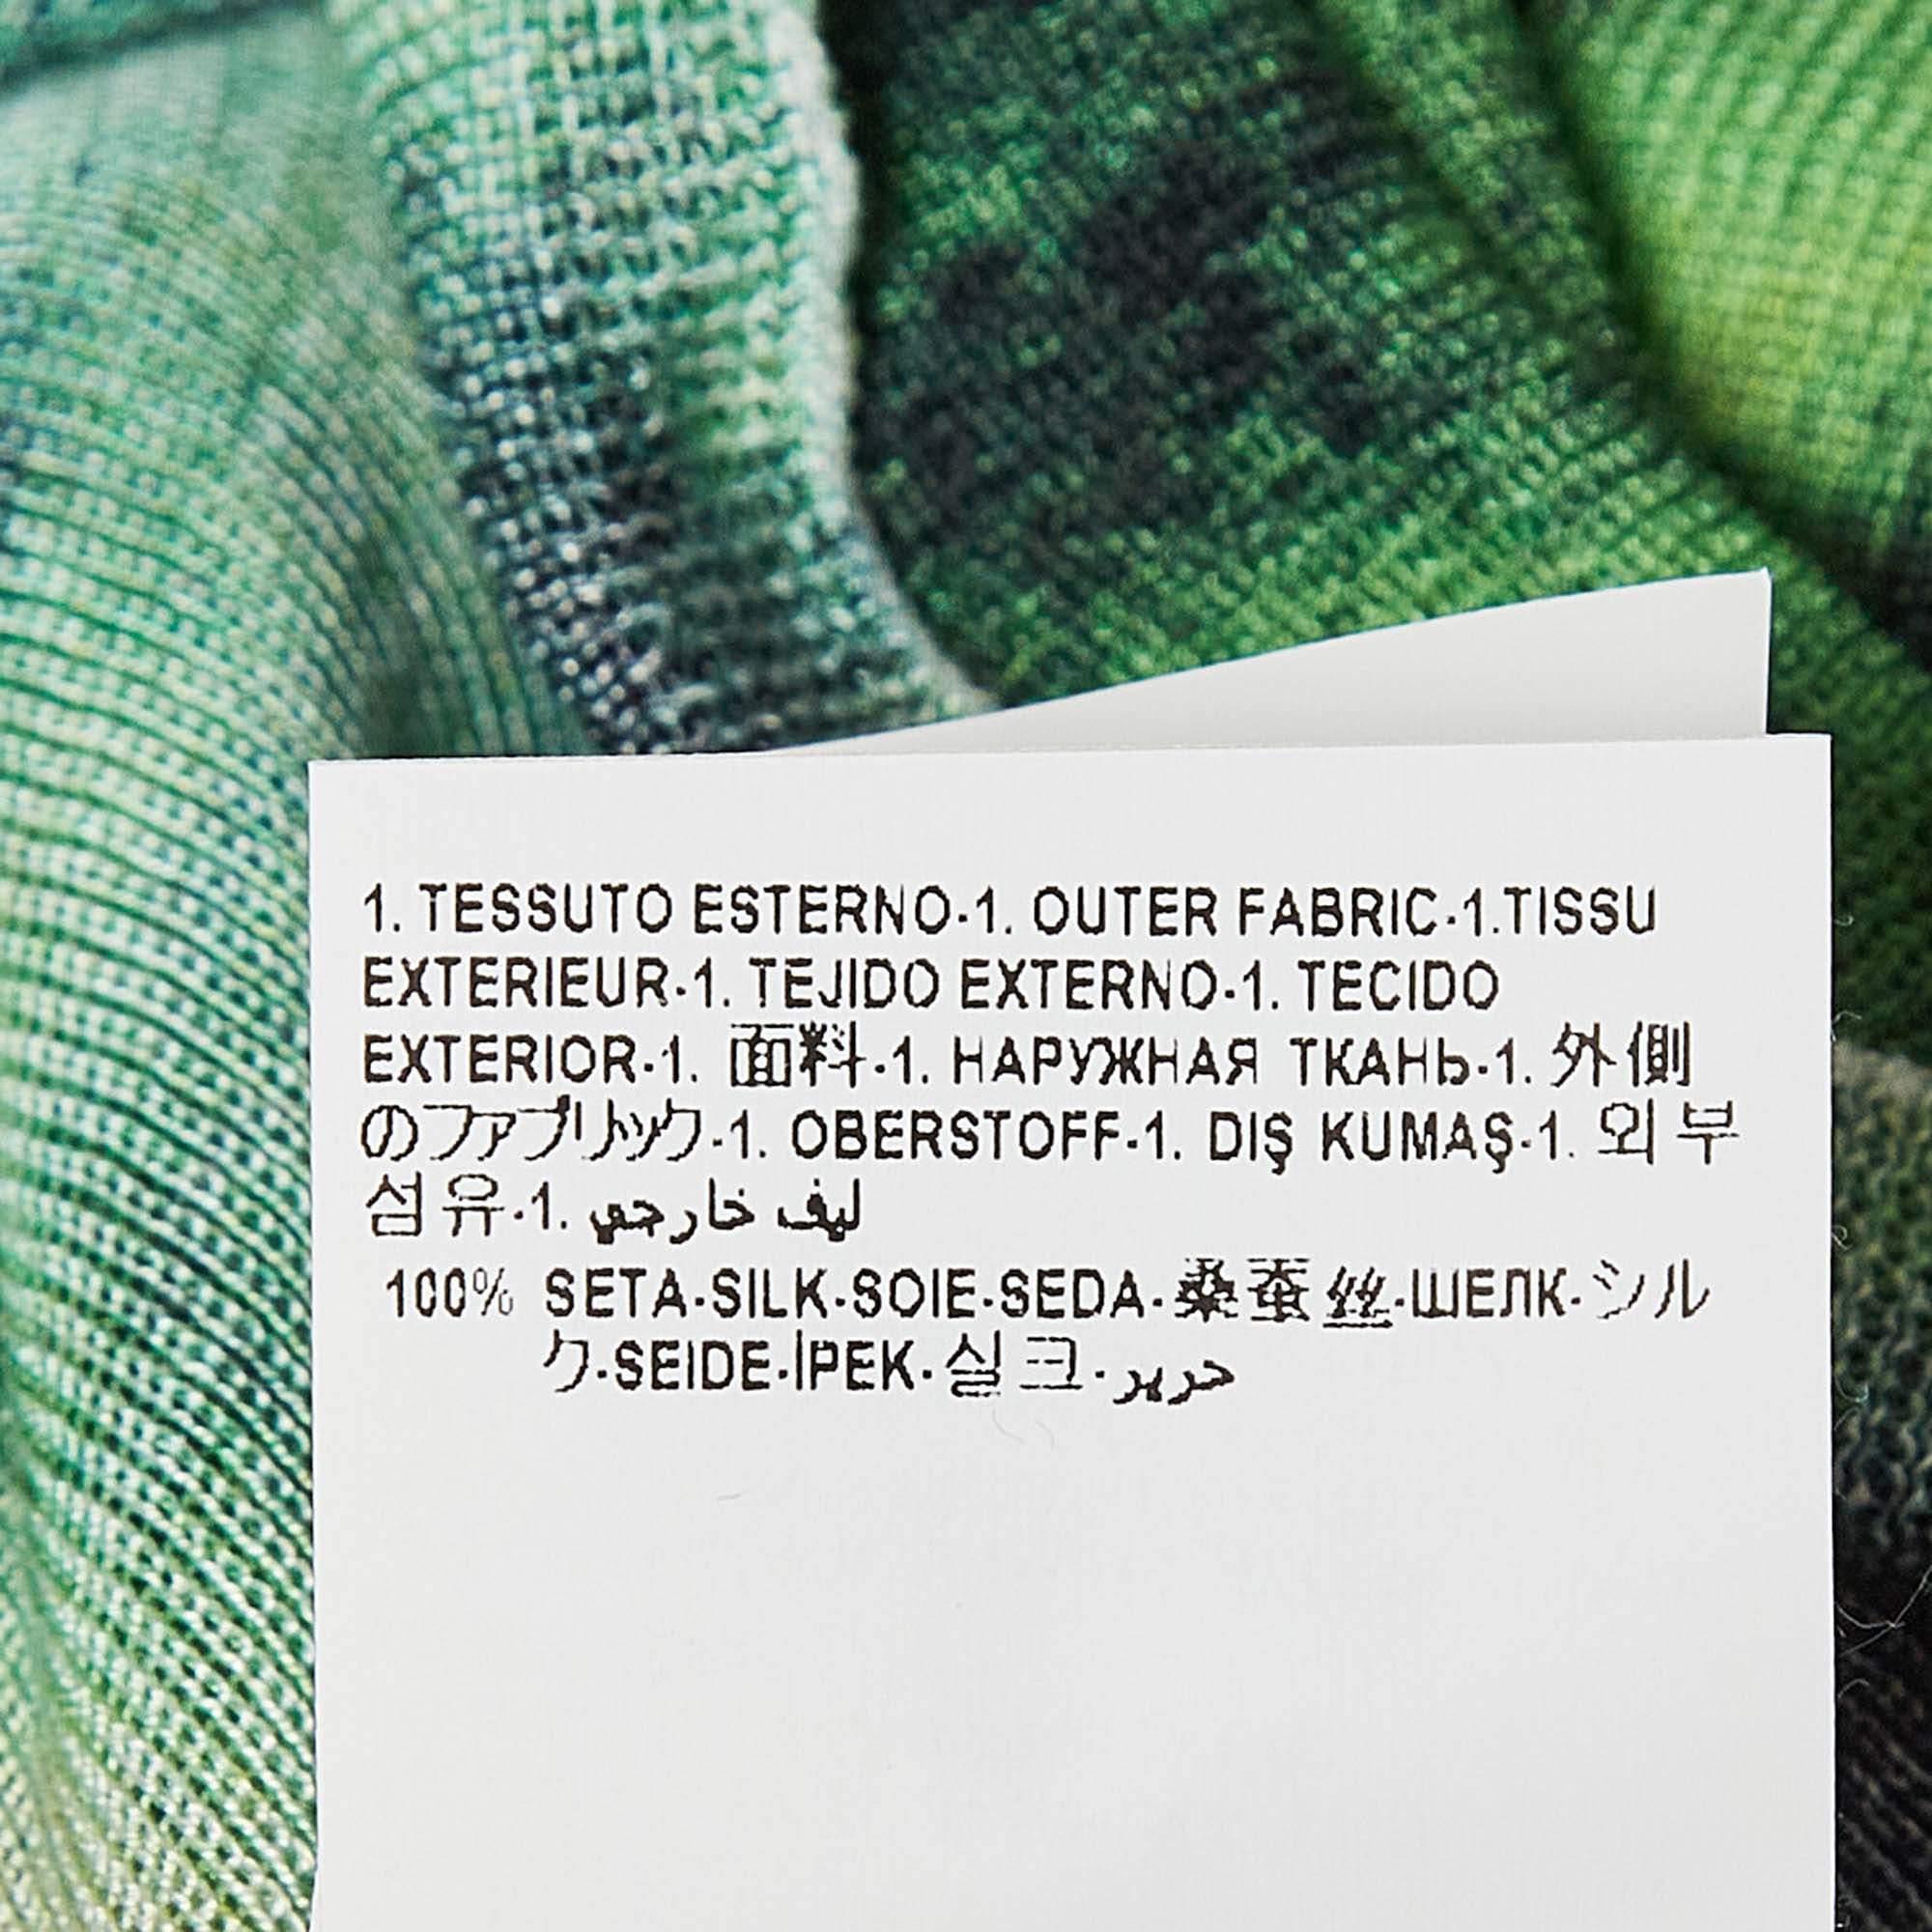 1. TESSUTO ESTERNO-1. OUTER FABRIC-1.TISSU
EXTERIEUR-1. TEJIDO EXTERNO-1. TECIDO
EXTERIOR-1. 面料-1. НАРУЖНАЯ ТКАНЬ-1. 外側
のファブリック-1. OBERSTOFF-1. DIŞ KUMAŞ-1. 외부
섬유-1. ليف خارجي
100% SETA-SILK-SOIE-SEDA-桑蚕丝-ШЕЛК-シル
ク-SEIDE-İPEK-실크-حرير